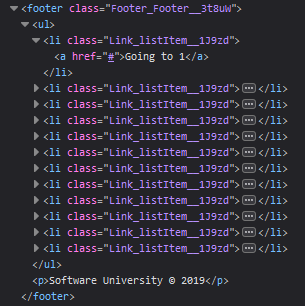 <footer class="Footer_Footer__3t8uW">
<ul>
<li class="Link_listItem__1J9zd">
<a href="#">Going to 1</a>
</li>
<li class="Link_listItem__1J9zd">…</li>
<li class="Link_listItem__1J9zd">…</li>
<li class="Link_listItem__1J9zd">…</li>
<li class="Link_listItem__1J9zd">…</li>
<li class="Link_listItem__1J9zd">…</li>
<li class="Link_listItem__1J9zd">…</li>
<li class="Link_listItem__1J9zd">…</li>
<li class="Link_listItem__1J9zd">…</li>
<li class="Link_listItem__1J9zd">…</li>
<li class="Link_listItem__1J9zd">…</li>
<li class="Link_listItem__1J9zd">…</li>
</ul>
<p>Software University © 2019</p>
</footer>